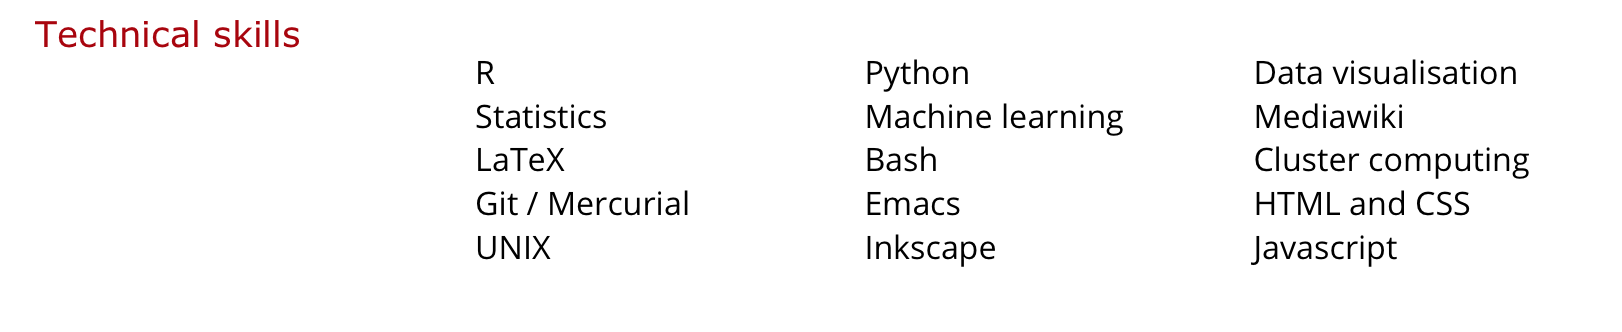 Technical skills
R Python Data visualisation
Statistics Machine learning Mediawiki
LaTeX Bash Cluster computing
Git / Mercurial Emacs HTML and CSS
UNIX Inkscape Javascript